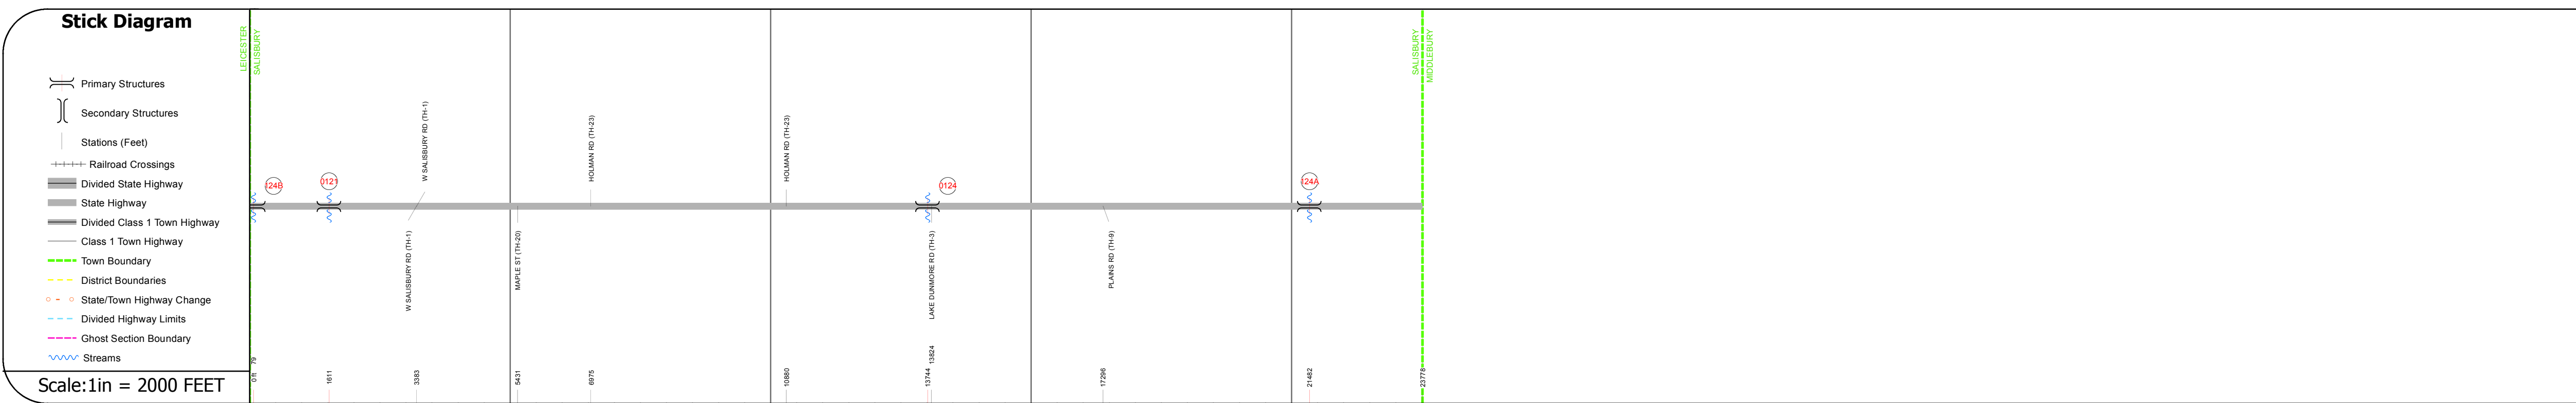 Stick Diagram
Primary Structures
Secondary Structures
Stations (Feet)
Railroad Crossings
Divided State Highway
State Highway
Divided Class 1 Town Highway
Class 1 Town Highway
Town Boundary
District Boundaries
State/Town Highway Change
Divided Highway Limits
Ghost Section Boundary
Streams
Scale:1in = 2000 FEET
LEICESTER
SALISBURY
124B
0121
W SALISBURY RD (TH-1)
W SALISBURY RD (TH-1)
MAPLE ST (TH-20)
HOLMAN RD (TH-23)
HOLMAN RD (TH-23)
0124
LAKE DUNMORE RD (TH-3)
PLAINS RD (TH-9)
124A
SALISBURY
MIDDLEBURY
0 ft
79
1611
3383
5431
6975
10880
13744
13824
17296
21482
23778